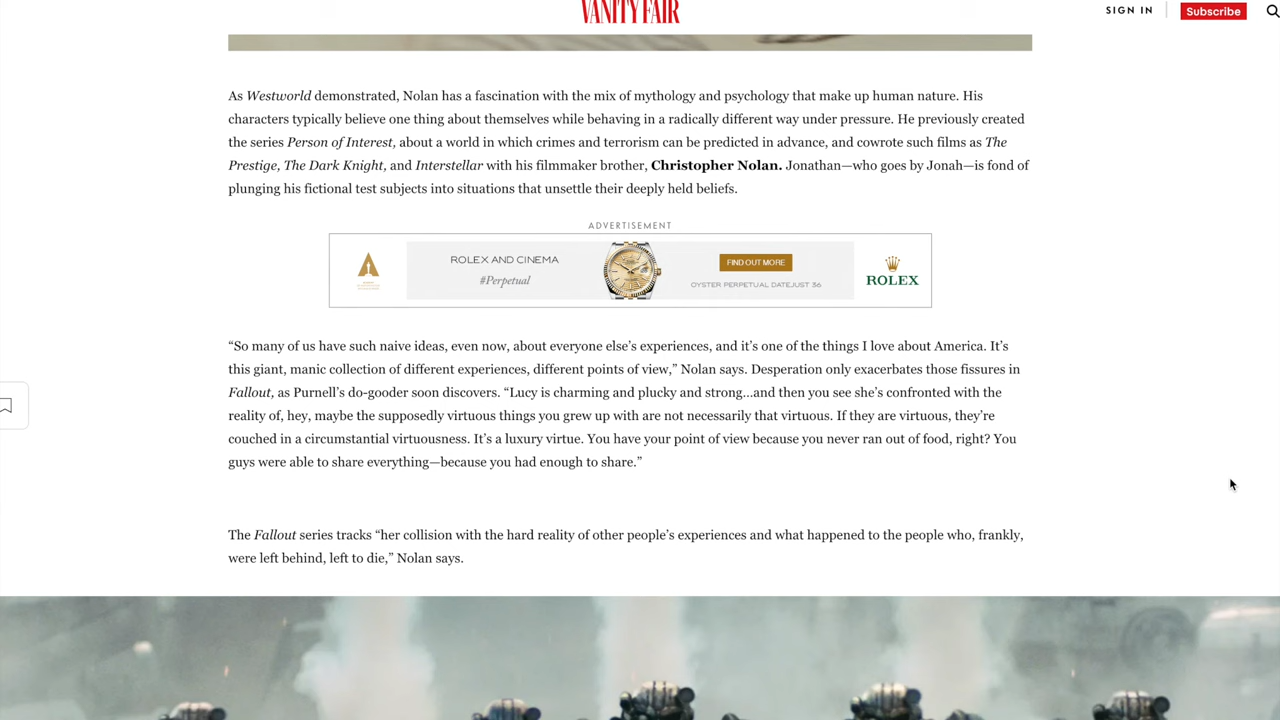 VANITY FAIR
SIGN IN
Subscribe
As Westworld demonstrated, Nolan has a fascination with the mix of mythology and psychology that make up human nature. His
characters typically believe one thing about themselves while behaving in a radically different way under pressure. He previously created
the series Person of Interest, about a world in which crimes and terrorism can be predicted in advance, and cowrote such films as The
Prestige, The Dark Knight, and Interstellar with his filmmaker brother, Christopher Nolan. Jonathan—who goes by Jonah—is fond of
plunging his fictional test subjects into situations that unsettle their deeply held beliefs.
ADVERTISEMENT
ROLEX AND CINEMA
#Perpetual
FIND OUT MORE
OYSTER PERPETUAL DATEJUST 36
ROLEX
“So many of us have such naive ideas, even now, about everyone else’s experiences, and it’s one of the things I love about America. It’s
this giant, manic collection of different experiences, different points of view,” Nolan says. Desperation only exacerbates those fissures in
Fallout, as Purnell’s do-gooder soon discovers. “Lucy is charming and plucky and strong...and then you see she’s confronted with the
reality of, hey, maybe the supposedly virtuous things you grew up with are not necessarily that virtuous. If they are virtuous, they’re
couched in a circumstantial virtuousness. It’s a luxury virtue. You have your point of view because you never ran out of food, right? You
guys were able to share everything—because you had enough to share.”
The Fallout series tracks “her collision with the hard reality of other people’s experiences and what happened to the people who, frankly,
were left behind, left to die,” Nolan says.